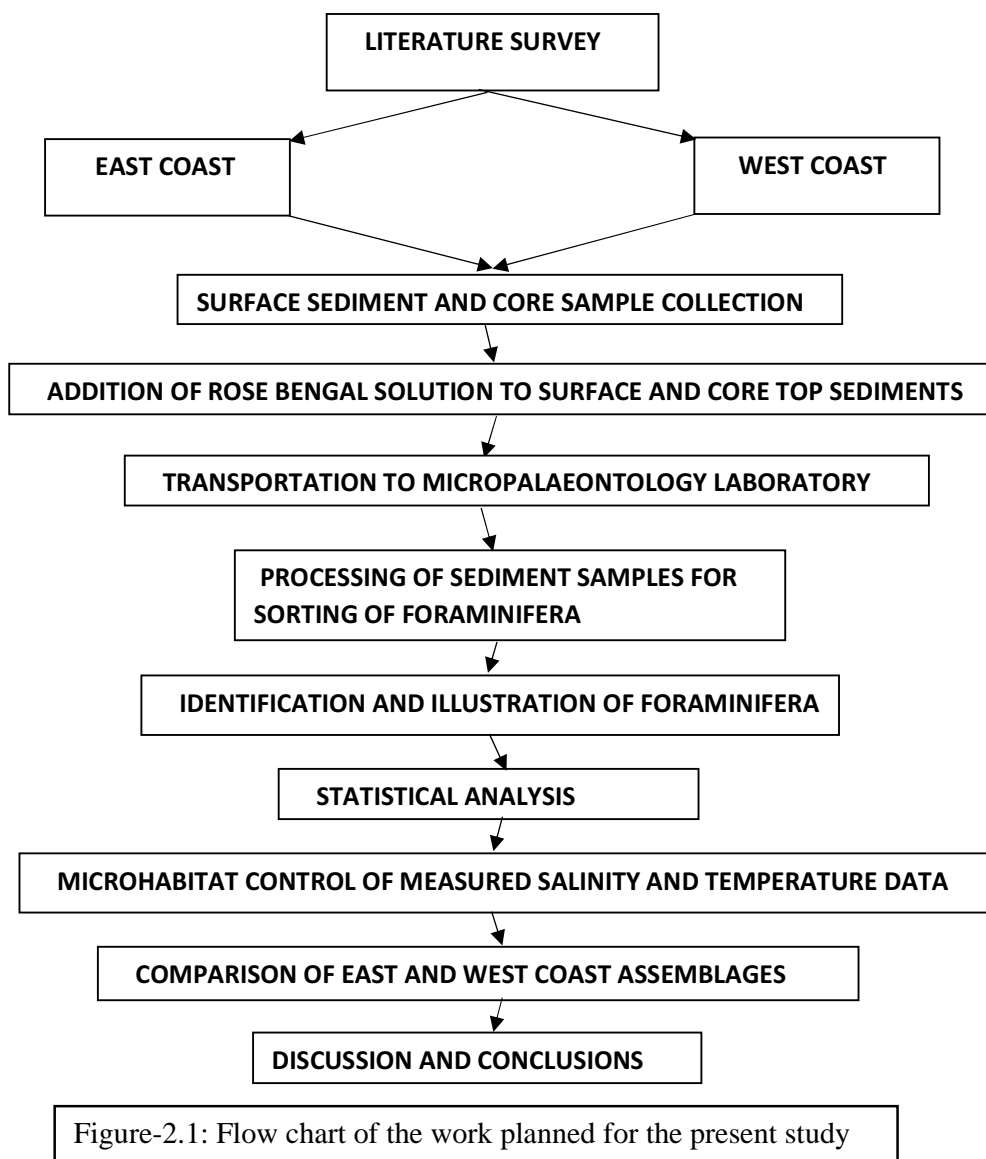 LITERATURE SURVEY
EAST COAST
WEST COAST
SURFACE SEDIMENT AND CORE SAMPLE COLLECTION
ADDITION OF ROSE BENGAL SOLUTION TO SURFACE AND CORE TOP SEDIMENTS
TRANSPORTATION TO MICROPALAEONTOLOGY LABORATORY
PROCESSING OF SEDIMENT SAMPLES FOR
SORTING OF FORAMINIFERA
IDENTIFICATION AND ILLUSTRATION OF FORAMINIFERA
STATISTICAL ANALYSIS
MICROHABITAT CONTROL OF MEASURED SALINITY AND TEMPERATURE DATA
COMPARISON OF EAST AND WEST COAST ASSEMBLAGES
DISCUSSION AND CONCLUSIONS
Figure-2.1: Flow chart of the work planned for the present study